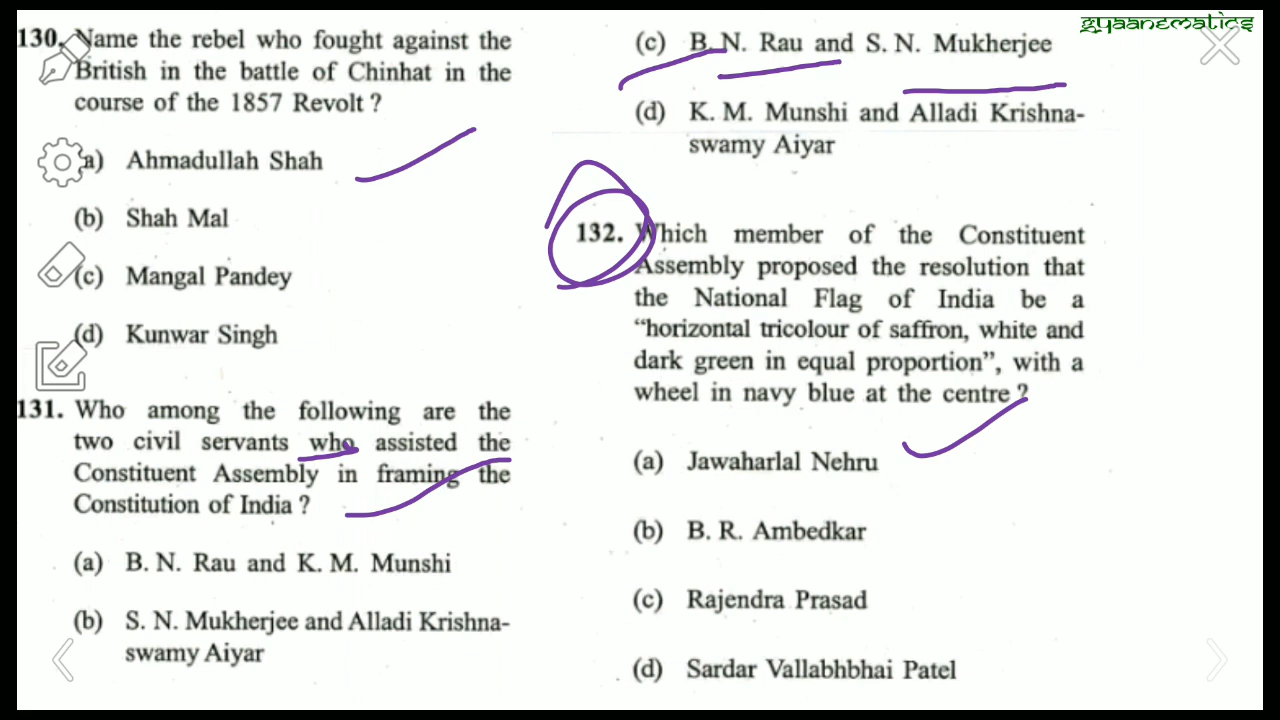 gyaanematics
130. Name the rebel who fought against the
British in the battle of Chinhat in the
course of the 1857 Revolt ?
(a) Ahmadullah Shah
(b) Shah Mal
(c) Mangal Pandey
(d) Kunwar Singh
131. Who among the following are the
two civil servants who assisted the
Constituent Assembly in framing the
Constitution of India ?
(a) B. N. Rau and K. M. Munshi
(b) S. N. Mukherjee and Alladi Krishna-
swamy Aiyar
(c) B. N. Rau and S. N. Mukherjee
(d) K. M. Munshi and Alladi Krishna-
swamy Aiyar
132. Which member of the Constituent
Assembly proposed the resolution that
the National Flag of India be a
“horizontal tricolour of saffron, white and
dark green in equal proportion”, with a
wheel in navy blue at the centre ?
(a) Jawaharlal Nehru
(b) B. R. Ambedkar
(c) Rajendra Prasad
(d) Sardar Vallabhbhai Patel